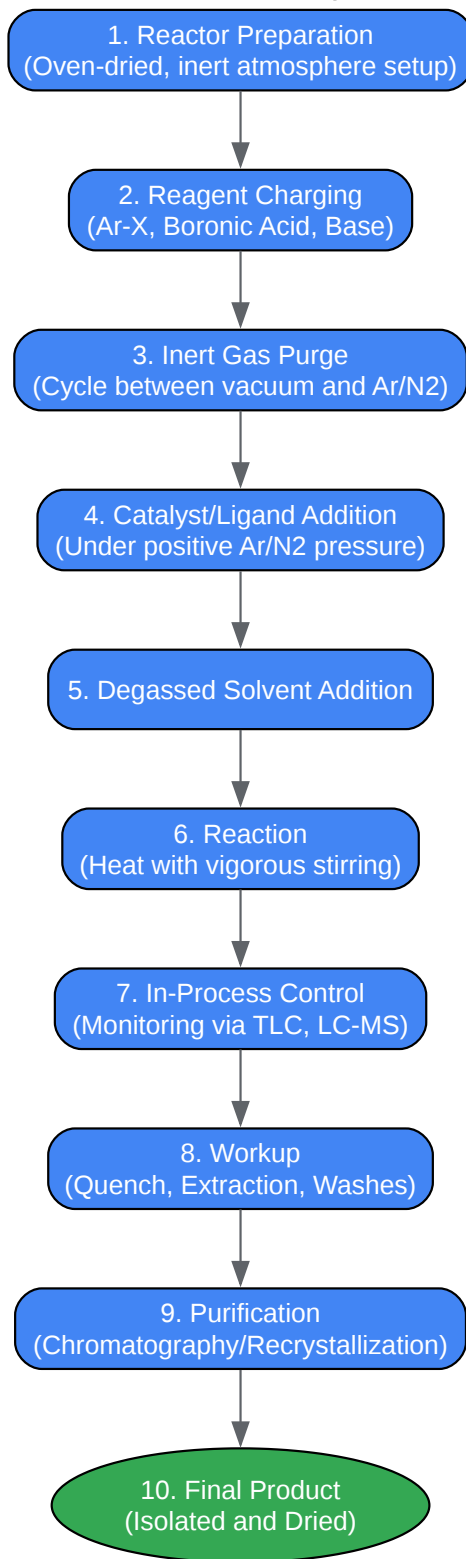 1. Reactor Preparation
(Oven-dried, inert atmosphere setup)
2. Reagent Charging
(Ar-X, Boronic Acid, Base)
3. Inert Gas Purge
(Cycle between vacuum and Ar/N2)
4. Catalyst/Ligand Addition
(Under positive Ar/N2 pressure)
5. Degassed Solvent Addition
6. Reaction
(Heat with vigorous stirring)
7. In-Process Control
(Monitoring via TLC, LC-MS)
8. Workup
(Quench, Extraction, Washes)
9. Purification
(Chromatography/Recrystallization)
10. Final Product
(Isolated and Dried)